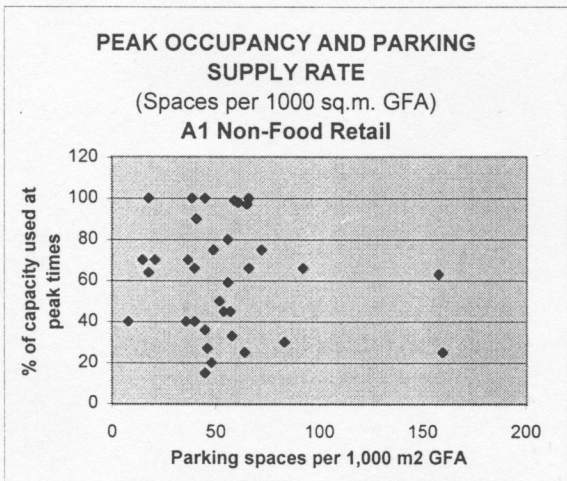 PEAK OCCUPANCY AND PARKING
SUPPLY RATE
(Spaces per 1000 sq.m. GFA)
A1 Non-Food Retail
% of capacity used at
peak times
120
100
80
60
40
20
0
0 50 100 150 200
Parking spaces per 1,000 m2 GFA